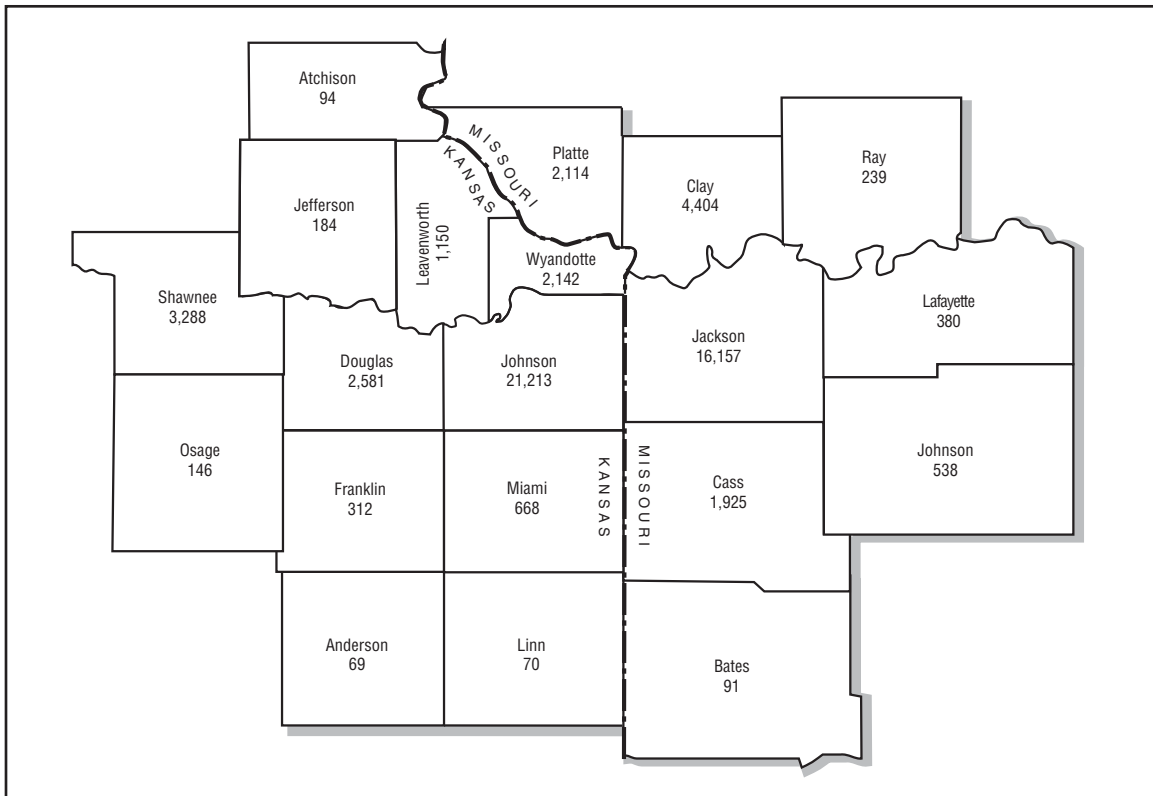 Atchison
94
MISSOURI
KANSAS
Platte
2,114
Clay
4,404
Ray
239
Jefferson
184
Leavenworth
1,150
Wyandotte
2,142
Shawnee
3,288
Douglas
2,581
Johnson
21,213
Jackson
16,157
Lafayette
380
Osage
146
Franklin
312
Miami
668
KANSAS
MISSOURI
Cass
1,925
Johnson
538
Anderson
69
Linn
70
Bates
91